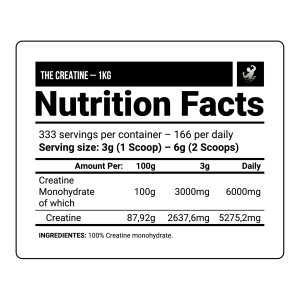 THE CREATINE – 1KG
Nutrition Facts
333 servings per container – 166 per daily
Serving size: 3g (1 Scoop) – 6g (2 Scoops)
Amount Per: 100g 3g Daily
Creatine
Monohydrate 100g 3000mg 6000mg
of which
Creatine 87,92g 2637,6mg 5275,2mg
INGREDIENTES: 100% Creatine monohydrate.